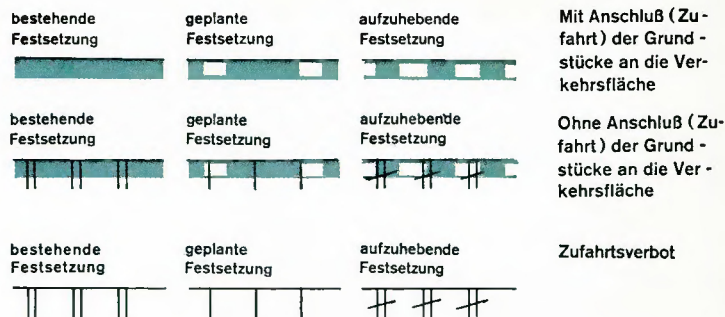 bestehende
Festsetzung
geplante
Festsetzung
aufzuhebende
Festsetzung
Mit Anschluß (Zu-
fahrt) der Grund-
stücke an die Ver-
kehrsfläche
bestehende
Festsetzung
geplante
Festsetzung
aufzuhebende
Festsetzung
Ohne Anschluß (Zu-
fahrt) der Grund-
stücke an die Ver-
kehrsfläche
bestehende
Festsetzung
geplante
Festsetzung
aufzuhebende
Festsetzung
Zufahrtsverbot